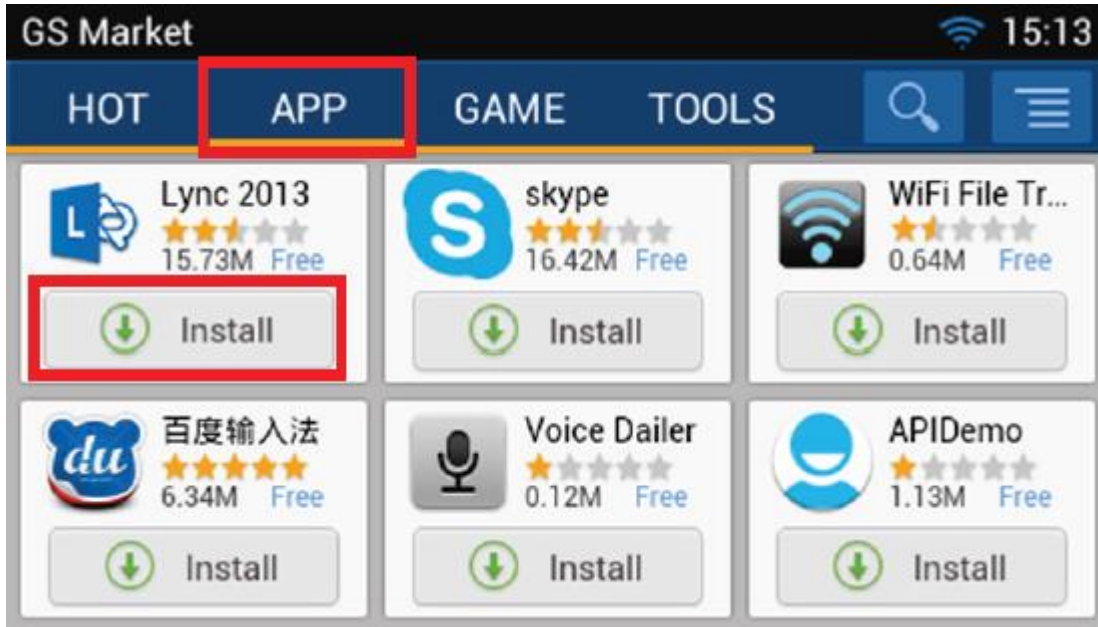 GS Market 15:13
HOT APP GAME TOOLS
Lync 2013
15.73M Free
Install
skype
16.42M Free
Install
WiFi File Tr...
0.64M Free
Install
百度输入法
6.34M Free
Install
Voice Dailer
0.12M Free
Install
APIDemo
1.13M Free
Install